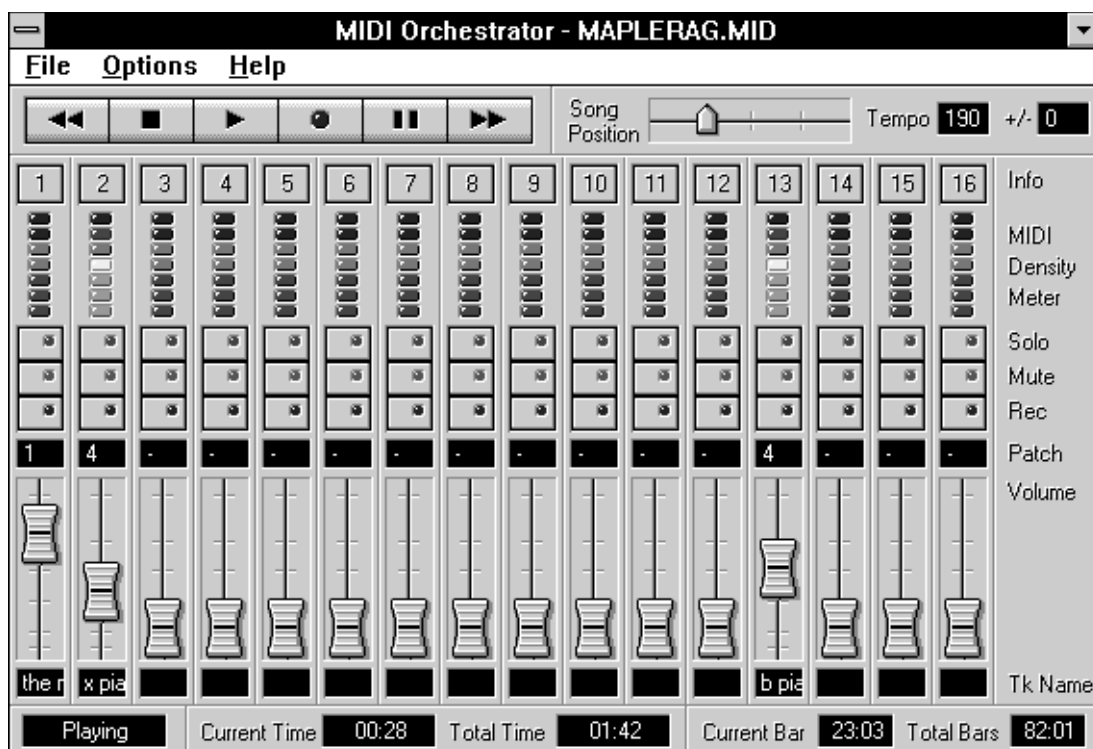 MIDI Orchestrator - MAPLERAG.MID
File Options Help
Song Position Tempo 190 +/- 0
1 2 3 4 5 6 7 8 9 10 11 12 13 14 15 16 Info
MIDI
Density
Meter
Solo
Mute
Rec
1 4 - - - - - - - - - - 4 - - - Patch
Volume
the r x pia b pia Tk Name
Playing Current Time 00:28 Total Time 01:42 Current Bar 23:03 Total Bars 82:01